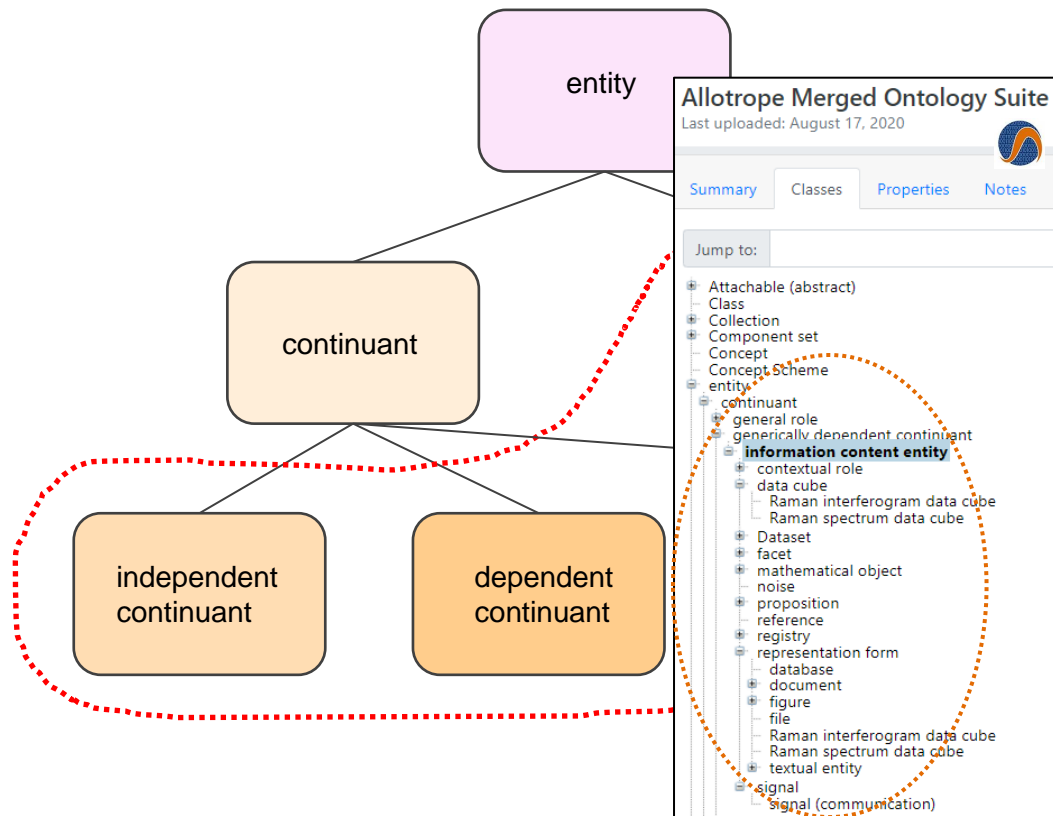 entity
continuant
independent
continuant
dependent
continuant
Allotrope Merged Ontology Suite
Last uploaded: August 17, 2020
Summary
Classes
Properties
Notes
Jump to:
Attachable (abstract)
Class
Collection
Component set
Concept
Concept Scheme
entity
continuant
general role
generically dependent continuant
information content entity
contextual role
data cube
Raman interferogram data cube
Raman spectrum data cube
Dataset
facet
mathematical object
noise
proposition
reference
registry
representation form
database
document
figure
file
Raman interferogram data cube
Raman spectrum data cube
textual entity
signal
signal (communication)